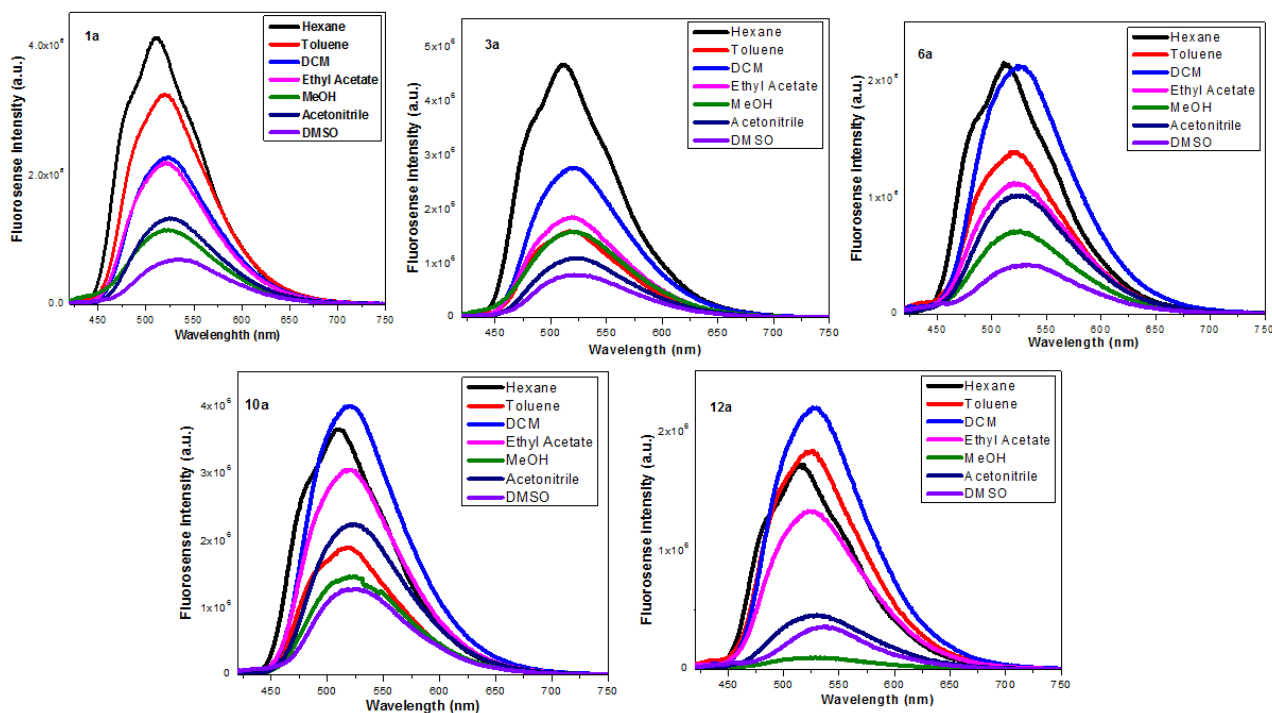 1a
Hexane
Toluene
DCM
Ethyl Acetate
MeOH
Acetonitrile
DMSO
4.0x10⁶
2.0x10⁶
0.0
450 500 550 600 650 700 750
Fluorosense Intensity (a.u.)
Wavelenghth (nm)
3a
Hexane
Toluene
DCM
Ethyl Acetate
MeOH
Acetonitrile
DMSO
5x10⁶
4x10⁶
3x10⁶
2x10⁶
1x10⁶
0
450 500 550 600 650 700 750
Fluorosense Intensity (a.u.)
Wavelength (nm)
6a
Hexane
Toluene
DCM
Ethyl Acetate
MeOH
Acetonitrile
DMSO
2x10⁶
1x10⁶
0
450 500 550 600 650 700 750
Fluorosense Intensity (a.u.)
Wavelength (nm)
10a
Hexane
Toluene
DCM
Ethyl Acetate
MeOH
Acetonitrile
DMSO
4x10⁶
3x10⁶
2x10⁶
1x10⁶
0
450 500 550 600 650 700 750
Fluorosense Intensity (a.u.)
Wavelength (nm)
12a
Hexane
Toluene
DCM
Ethyl Acetate
MeOH
Acetonitrile
DMSO
2x10⁶
1x10⁶
0
450 500 550 600 650 700 750
Fluorosense Intensity (a.u.)
Wavelength (nm)